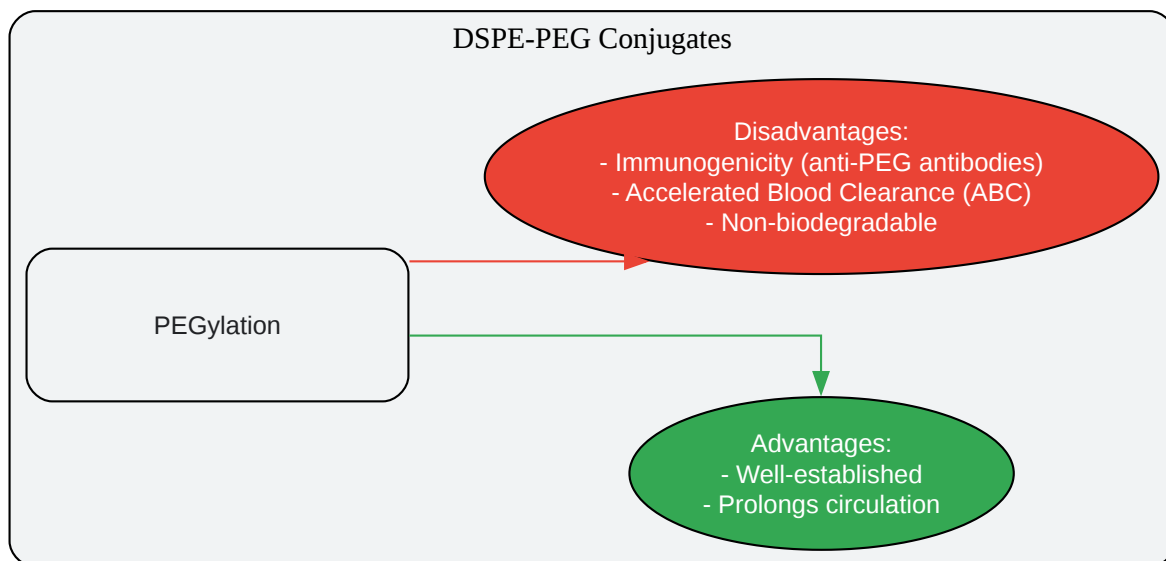 DSPE-PEG Conjugates
Disadvantages:
- Immunogenicity (anti-PEG antibodies)
- Accelerated Blood Clearance (ABC)
- Non-biodegradable
PEGylation
Advantages:
- Well-established
- Prolongs circulation